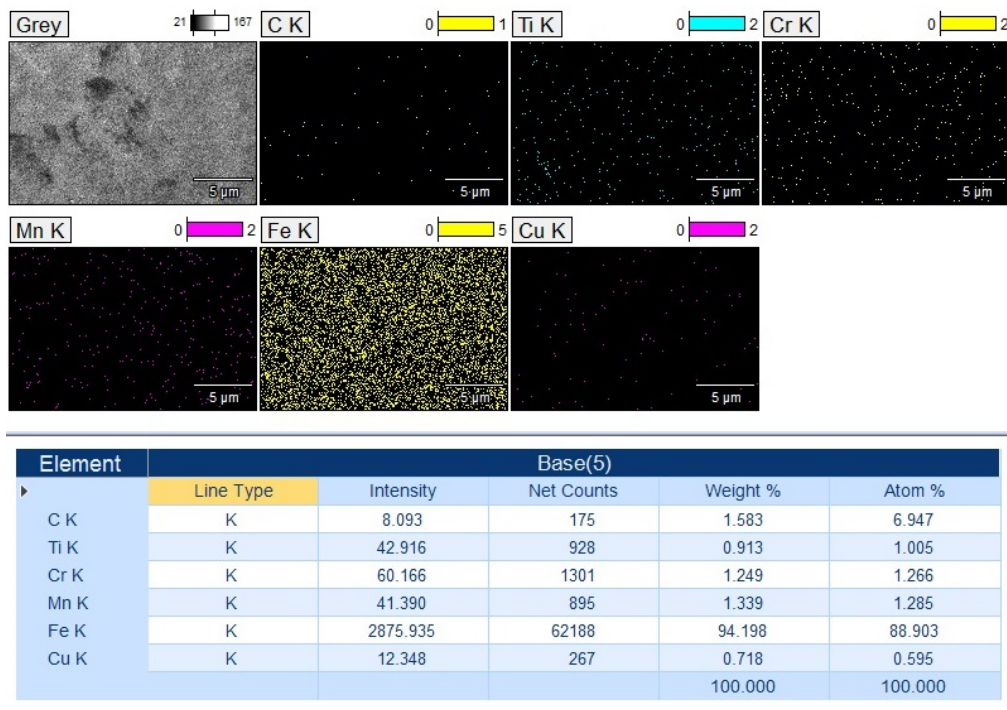 Grey 21 167
C K 0 1
Ti K 0 2
Cr K 0 2
5 µm
5 µm
5 µm
5 µm
Mn K 0 2
Fe K 0 5
Cu K 0 2
5 µm
5 µm
5 µm
Element Base(5)
Line Type Intensity Net Counts Weight % Atom %
C K K 8.093 175 1.583 6.947
Ti K K 42.916 928 0.913 1.005
Cr K K 60.166 1301 1.249 1.266
Mn K K 41.390 895 1.339 1.285
Fe K K 2875.935 62188 94.198 88.903
Cu K K 12.348 267 0.718 0.595
100.000 100.000